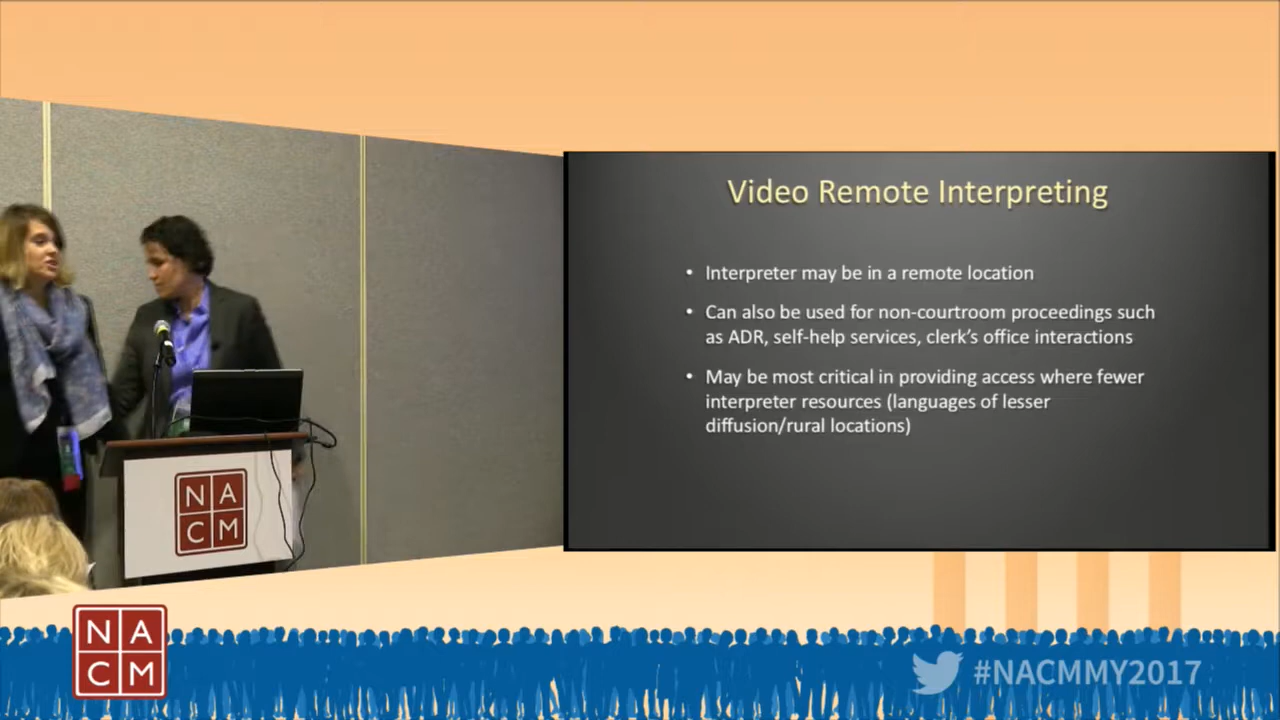 Video Remote Interpreting
• Interpreter may be in a remote location
• Can also be used for non-courtroom proceedings such
as ADR, self-help services, clerk's office interactions
• May be most critical in providing access where fewer
interpreter resources (languages of lesser
diffusion/rural locations)
N A
C M
N A
C M
#NACMMY2017